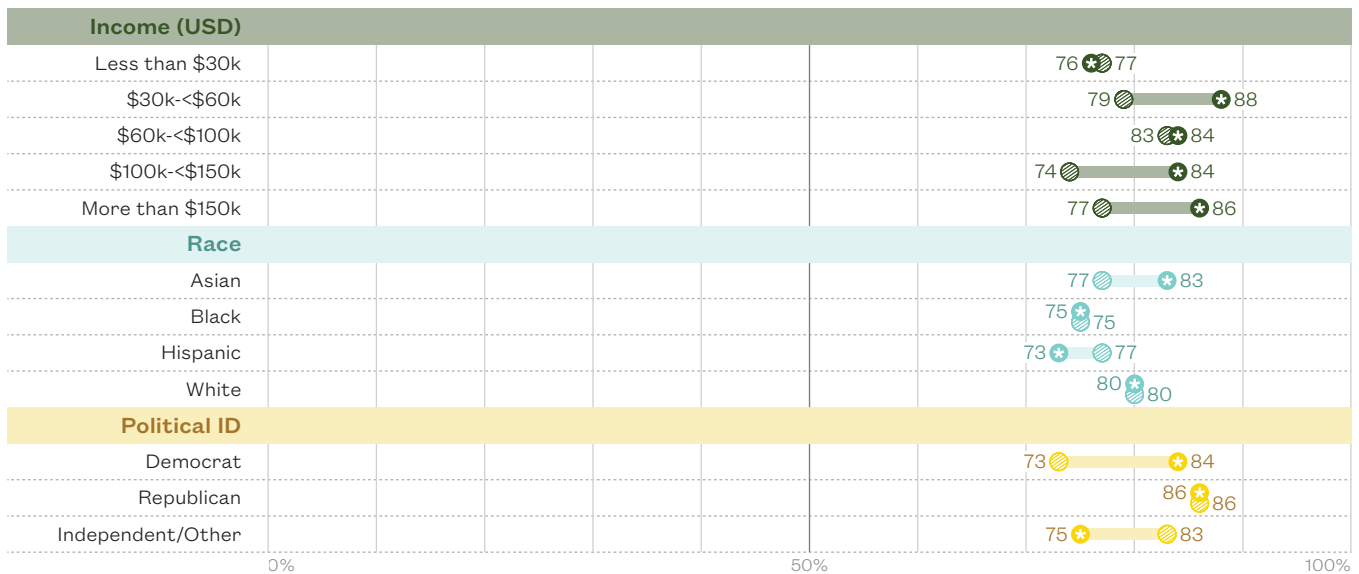 Income (USD)
Less than $30k 76 77
$30k-<$60k 79 88
$60k-<$100k 83 84
$100k-<$150k 74 84
More than $150k 77 86
Race
Asian 77 83
Black 75 75
Hispanic 73 77
White 80 80
Political ID
Democrat 73 84
Republican 86 86
Independent/Other 75 83
0% 50% 100%